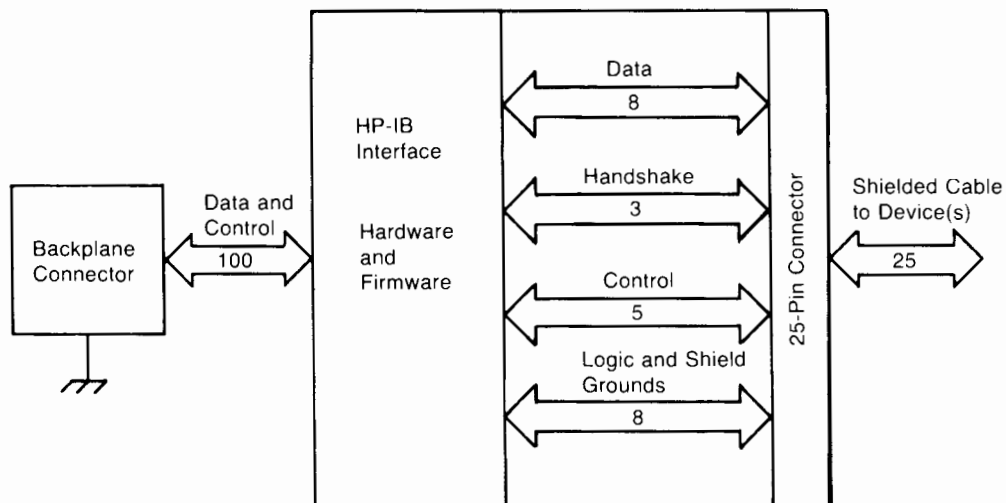 Backplane
Connector
Data and
Control
100
HP-IB
Interface
Hardware
and
Firmware
Data
8
Handshake
3
Control
5
Logic and Shield
Grounds
8
25-Pin Connector
Shielded Cable
to Device(s)
25